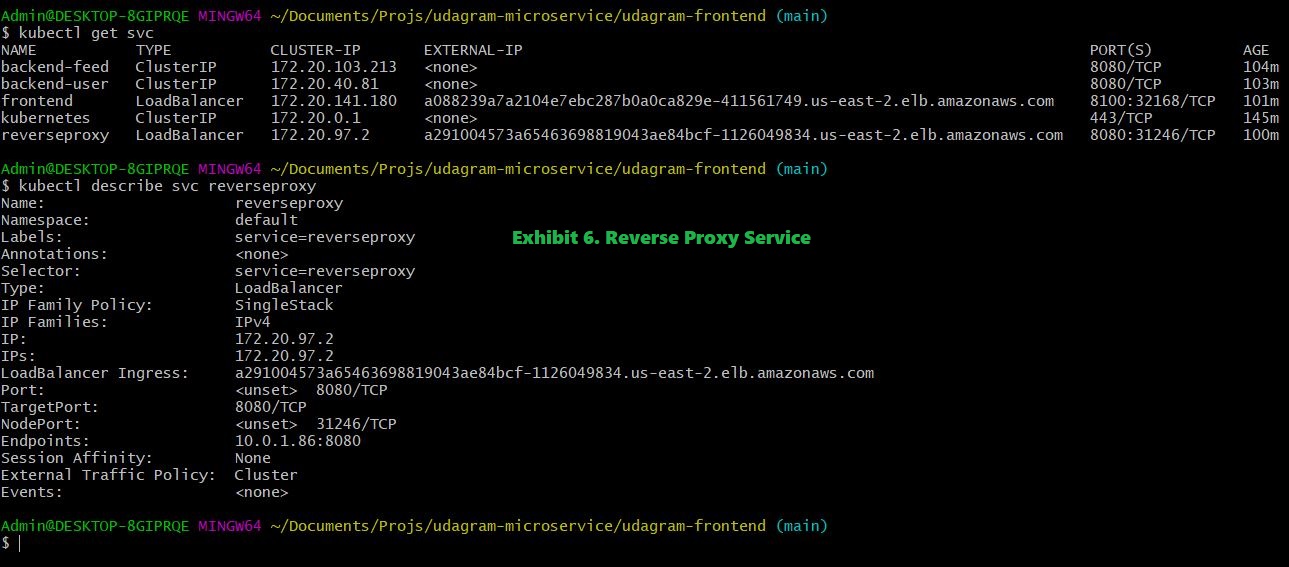 Admin@DESKTOP-8GIPRQE MINGW64 ~/Documents/Projs/udagram-microservice/udagram-frontend (main)
$ kubectl get svc
NAME TYPE CLUSTER-IP EXTERNAL-IP PORT(S) AGE
backend-feed ClusterIP 172.20.103.213 <none> 8080/TCP 104m
backend-user ClusterIP 172.20.40.81 <none> 8080/TCP 103m
frontend LoadBalancer 172.20.141.180 a088239a7a2104e7ebc287b0a0ca829e-411561749.us-east-2.elb.amazonaws.com 8100:32168/TCP 101m
kubernetes ClusterIP 172.20.0.1 <none> 443/TCP 145m
reverseproxy LoadBalancer 172.20.97.2 a291004573a65463698819043ae84bcf-1126049834.us-east-2.elb.amazonaws.com 8080:31246/TCP 100m
Admin@DESKTOP-8GIPRQE MINGW64 ~/Documents/Projs/udagram-microservice/udagram-frontend (main)
$ kubectl describe svc reverseproxy
Name: reverseproxy
Namespace: default
Labels: service=reverseproxy
Exhibit 6. Reverse Proxy Service
Annotations: <none>
Selector: service=reverseproxy
Type: LoadBalancer
IP Family Policy: SingleStack
IP Families: IPv4
IP: 172.20.97.2
IPs: 172.20.97.2
LoadBalancer Ingress: a291004573a65463698819043ae84bcf-1126049834.us-east-2.elb.amazonaws.com
Port: <unset> 8080/TCP
TargetPort: 8080/TCP
NodePort: <unset> 31246/TCP
Endpoints: 10.0.1.86:8080
Session Affinity: None
External Traffic Policy: Cluster
Events: <none>
Admin@DESKTOP-8GIPRQE MINGW64 ~/Documents/Projs/udagram-microservice/udagram-frontend (main)
$